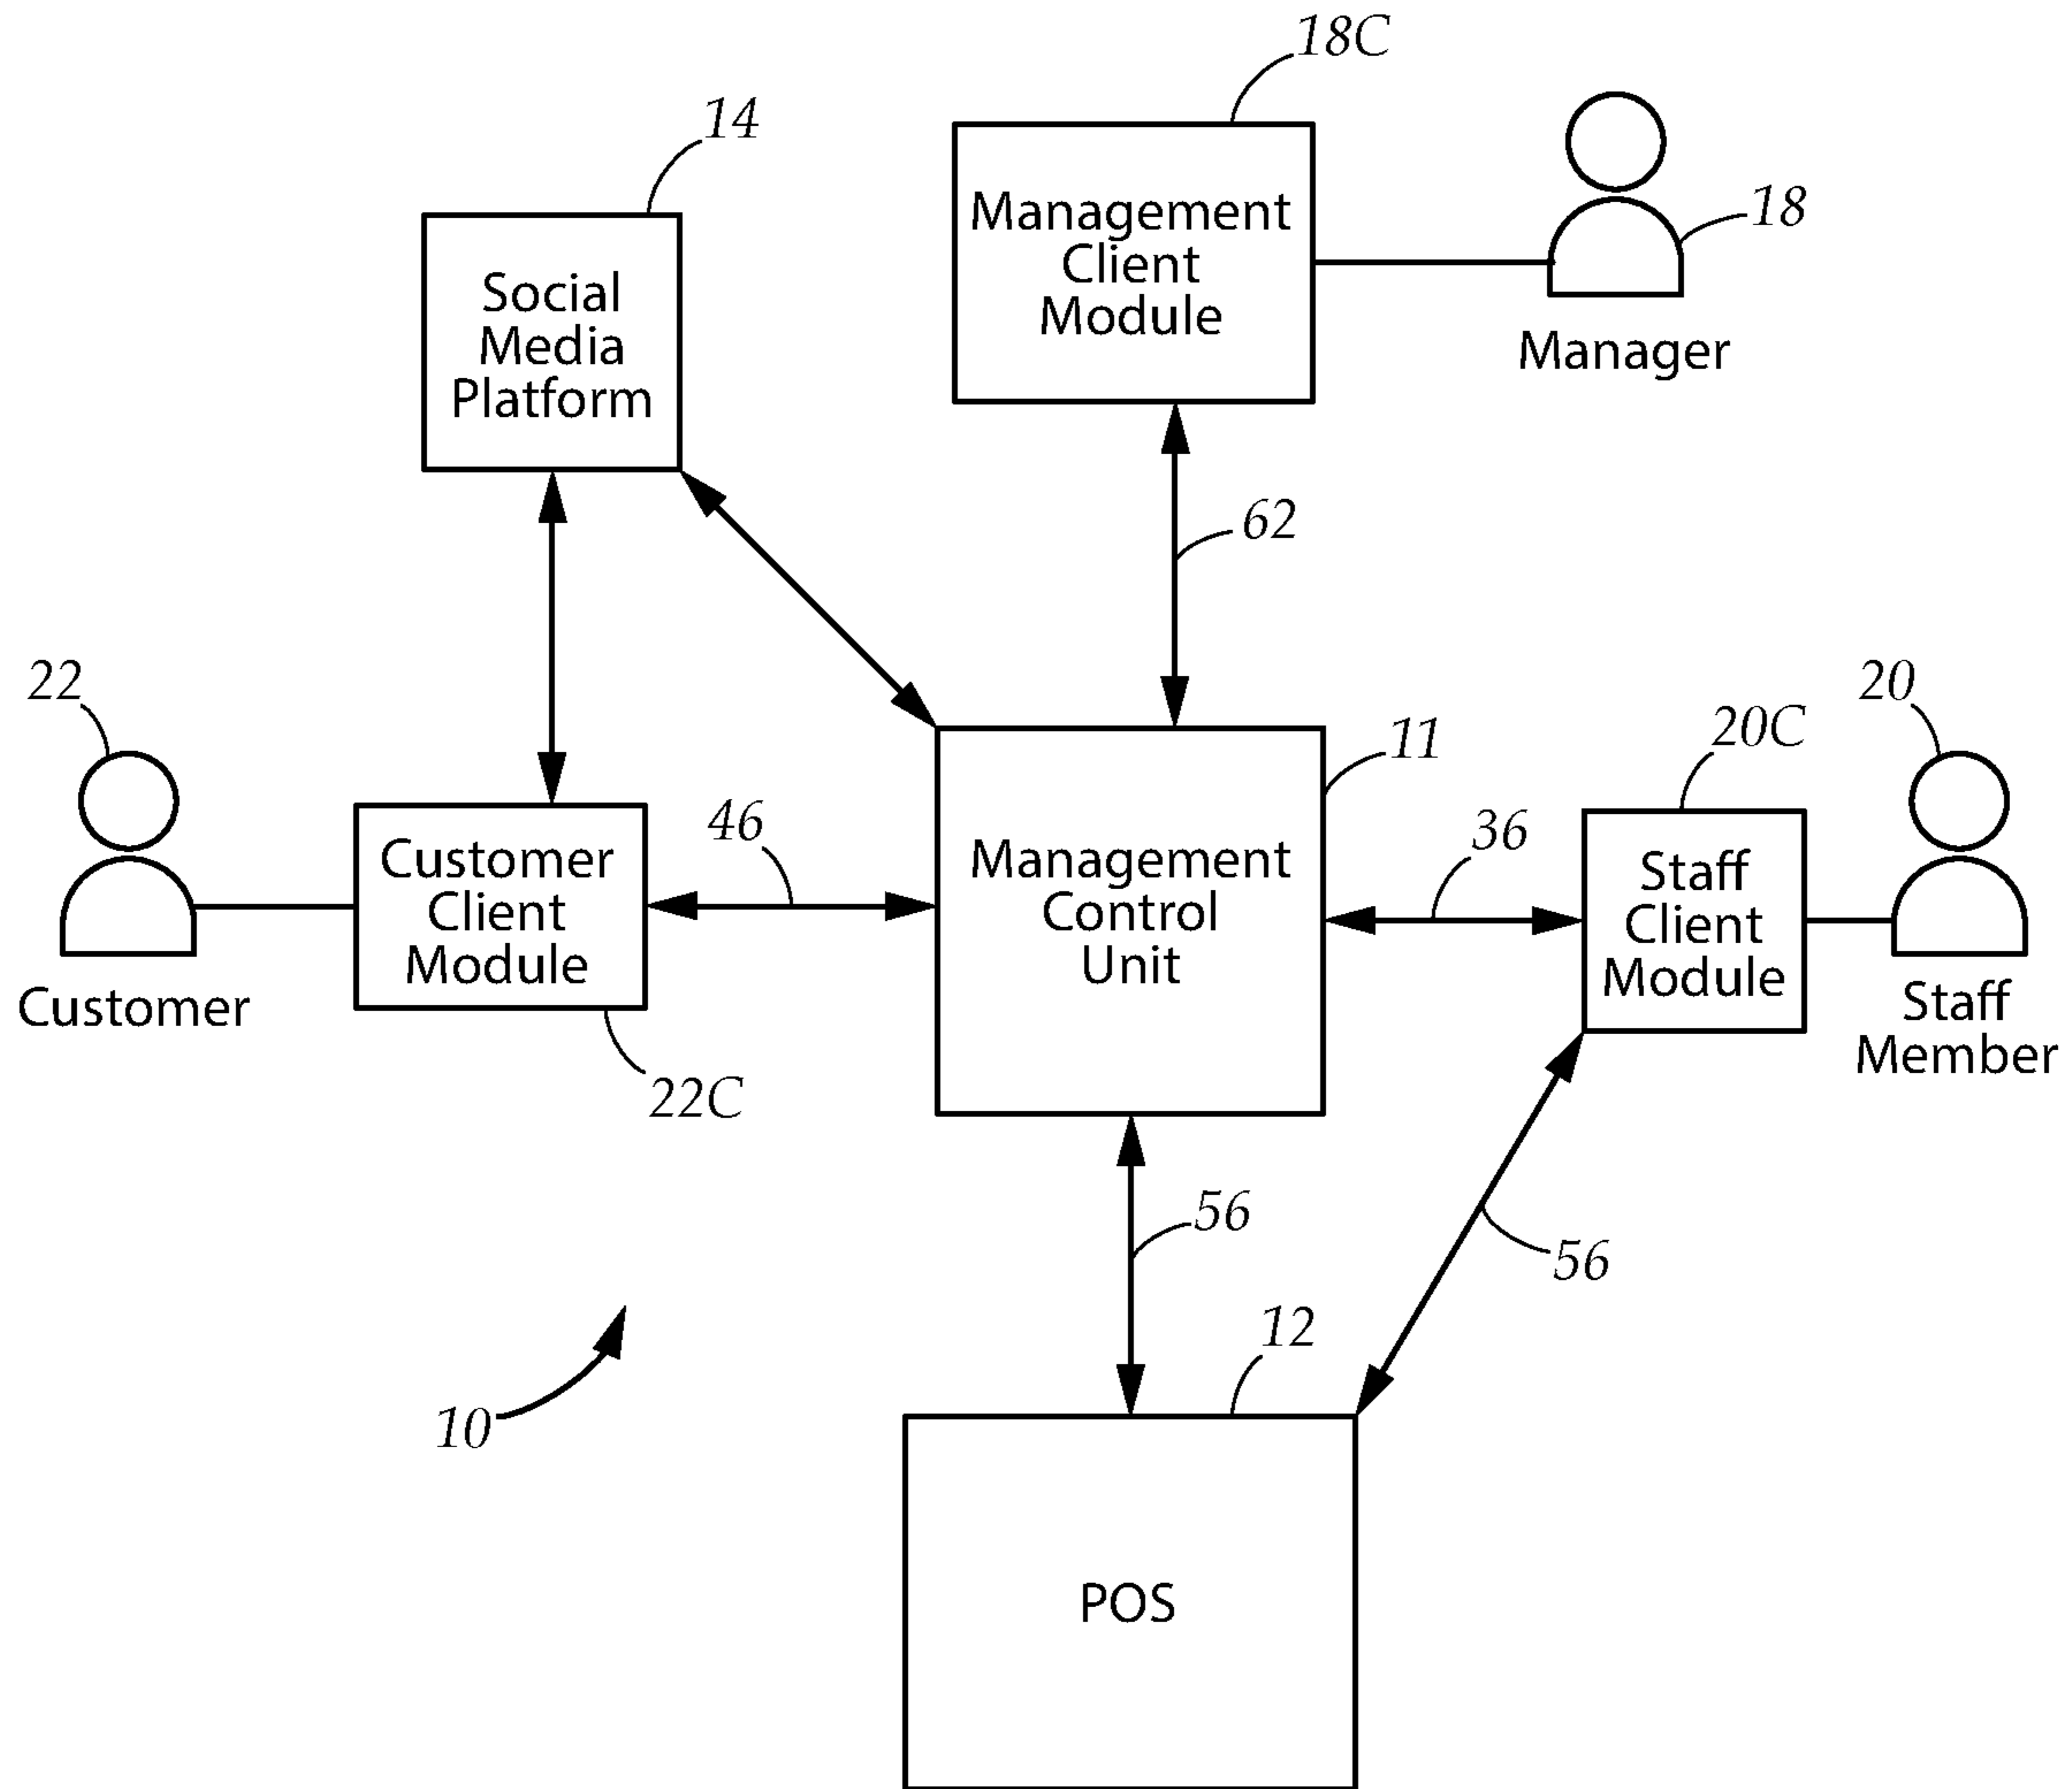 18C
14
Management
Client
Module
18
Manager
Social
Media
Platform
62
22
20
11
20C
46
36
Customer
Client
Module
Management
Control
Unit
Staff
Client
Module
Customer
Staff
Member
22C
56
56
12
10
POS